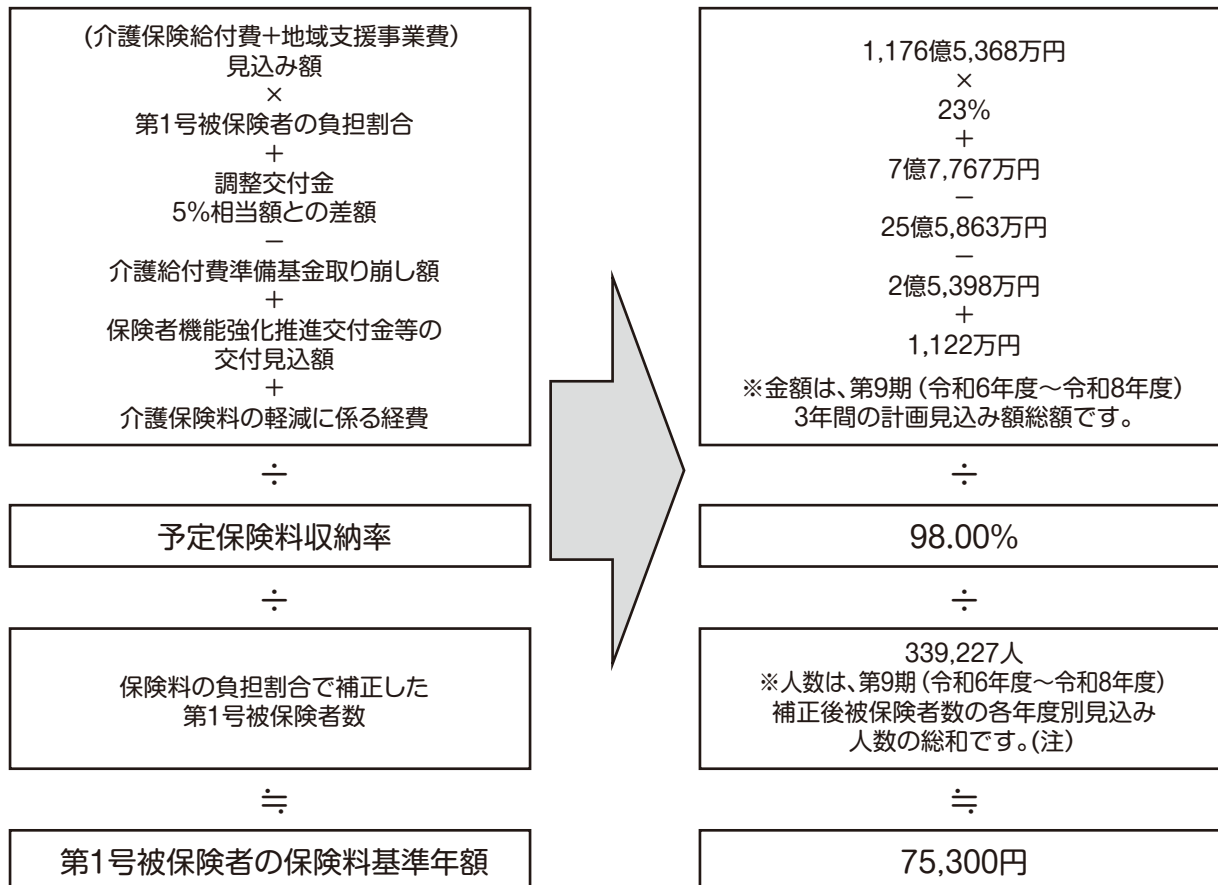 (介護保険給付費+地域支援事業費)
見込み額
×
第1号被保険者の負担割合
+
調整交付金
5%相当額との差額
−
介護給付費準備基金取り崩し額
+
保険者機能強化推進交付金等の
交付見込額
+
介護保険料の軽減に係る経費
÷
予定保険料収納率
÷
保険料の負担割合で補正した
第1号被保険者数
≒
第1号被保険者の保険料基準年額
1,176億5,368万円
×
23%
+
7億7,767万円
−
25億5,863万円
−
2億5,398万円
+
1,122万円
※金額は、第9期(令和6年度～令和8年度)
3年間の計画見込み額総額です。
÷
98.00%
÷
339,227人
※人数は、第9期(令和6年度～令和8年度)
補正後被保険者数の各年度別見込み
人数の総和です。(注)
≒
75,300円